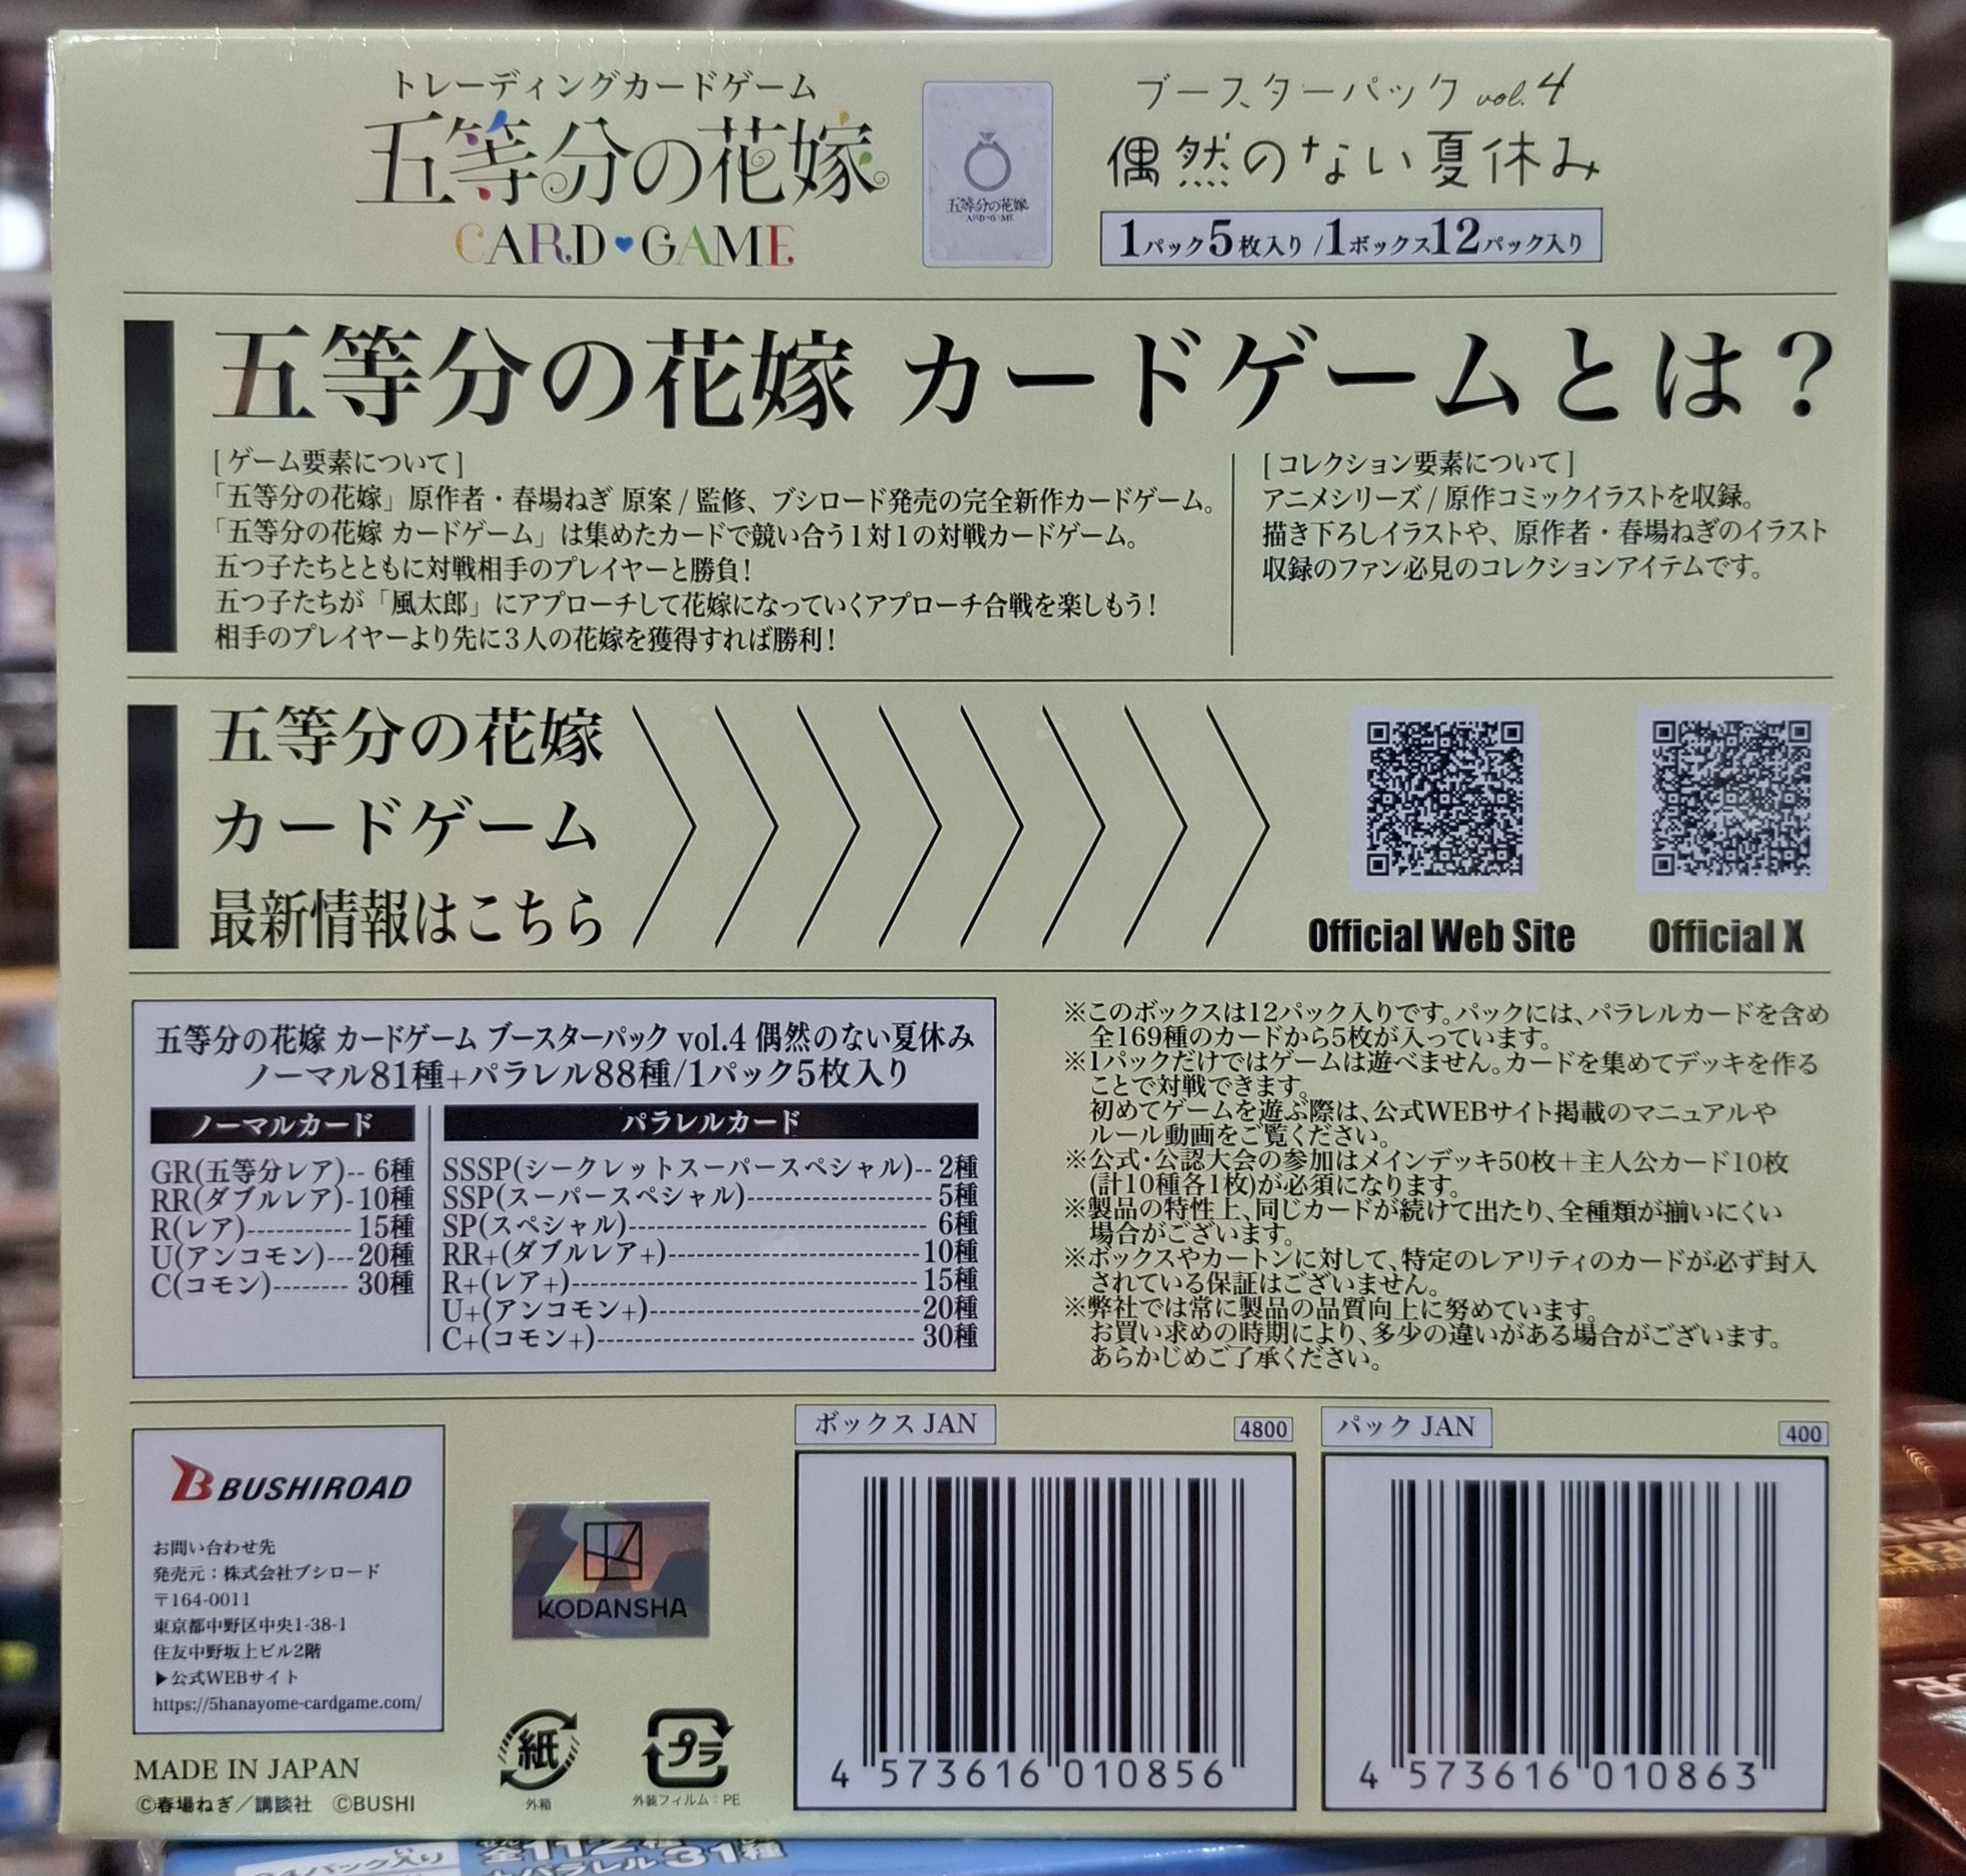 トレーディングカードゲーム
五等分の花嫁
CARD♥GAME
五等分の花嫁
CARD GAME
ブースターパック vol.4
偶然のない夏休み
1パック5枚入り/1ボックス12パック入り
五等分の花嫁 カードゲームとは？
[ゲーム要素について]
「五等分の花嫁」原作者・春場ねぎ 原案/監修、ブシロード発売の完全新作カードゲーム。
「五等分の花嫁 カードゲーム」は集めたカードで競い合う1対1の対戦カードゲーム。
五つ子たちとともに対戦相手のプレイヤーと勝負！
五つ子たちが「風太郎」にアプローチして花嫁になっていくアプローチ合戦を楽しもう！
相手のプレイヤーより先に3人の花嫁を獲得すれば勝利！
[コレクション要素について]
アニメシリーズ/原作コミックイラストを収録。
描き下ろしイラストや、原作者・春場ねぎのイラスト
収録のファン必見のコレクションアイテムです。
五等分の花嫁
カードゲーム
最新情報はこちら
Official Web Site
Official X
五等分の花嫁 カードゲーム ブースターパック vol.4 偶然のない夏休み
ノーマル81種+パラレル88種/1パック5枚入り
ノーマルカード
GR(五等分レア)-- 6種
RR(ダブルレア)-10種
R(レア)------------ 15種
U(アンコモン)---20種
C(コモン)-------- 30種
パラレルカード
SSSP(シークレットスーパースペシャル)-- 2種
SSP(スーパースペシャル)-------------------- 5種
SP(スペシャル)-------------------------------- 6種
RR+(ダブルレア+)---------------------------10種
R+(レア+)------------------------------------- 15種
U+(アンコモン+)-----------------------------20種
C+(コモン+)---------------------------------- 30種
※このボックスは12パック入りです。パックには、パラレルカードを含め
全169種のカードから5枚が入っています。
※1パックだけではゲームは遊べません。カードを集めてデッキを作る
ことで対戦できます。
初めてゲームを遊ぶ際は、公式WEBサイト掲載のマニュアルや
ルール動画をご覧ください。
※公式・公認大会の参加はメインデッキ50枚＋主人公カード10枚
(計10種各1枚)が必須になります。
※製品の特性上、同じカードが続けて出たり、全種類が揃いにくい
場合がございます。
※ボックスやカートンに対して、特定のレアリティのカードが必ず封入
されている保証はございません。
※弊社では常に製品の品質向上に努めています。
お買い求めの時期により、多少の違いがある場合がございます。
あらかじめご了承ください。
BUSHIROAD
お問い合わせ先
発売元：株式会社ブシロード
〒164-0011
東京都中野区中央1-38-1
住友中野坂上ビル2階
▶公式WEBサイト
https://5hanayome-cardgame.com/
MADE IN JAPAN
©春場ねぎ／講談社 ©BUSHI
KODANSHA
紙
外箱
プラ
外装フィルム：PE
ボックス JAN
4800
4 573616 010856
パック JAN
400
4 573616 010863
24パック入り
全112種
+パラレル31種